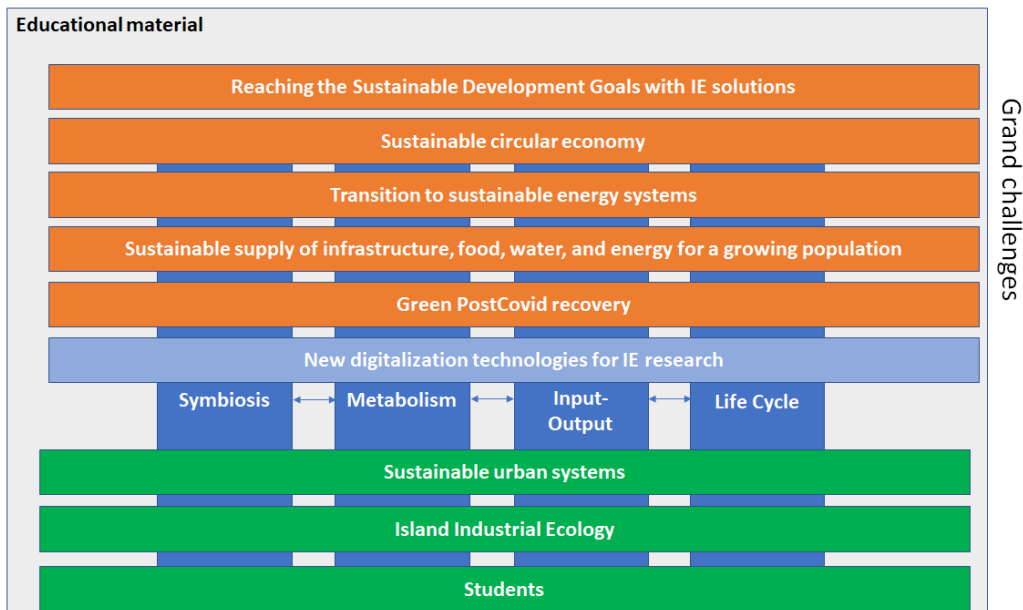 Educational material
Reaching the Sustainable Development Goals with IE solutions
Sustainable circular economy
Transition to sustainable energy systems
Sustainable supply of infrastructure, food, water, and energy for a growing population
Green PostCovid recovery
New digitalization technologies for IE research
Symbiosis
Metabolism
Input-
Output
Life Cycle
Sustainable urban systems
Island Industrial Ecology
Students
Grand challenges